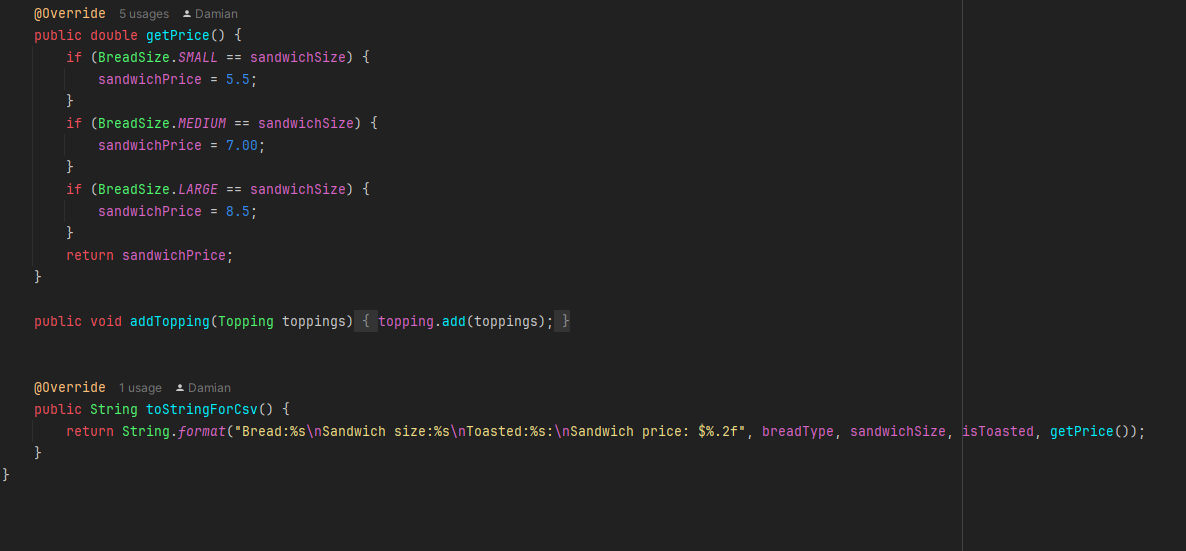 @Override 5 usages Damian
public double getPrice() {
if (BreadSize.SMALL == sandwichSize) {
sandwichPrice = 5.5;
}
if (BreadSize.MEDIUM == sandwichSize) {
sandwichPrice = 7.00;
}
if (BreadSize.LARGE == sandwichSize) {
sandwichPrice = 8.5;
}
return sandwichPrice;
}
public void addTopping(Topping toppings) { topping.add(toppings); }
@Override 1 usage Damian
public String toStringForCsv() {
return String.format("Bread:%s\nSandwich size:%s\nToasted:%s:\nSandwich price: $%.2f", breadType, sandwichSize, isToasted, getPrice());
}
}